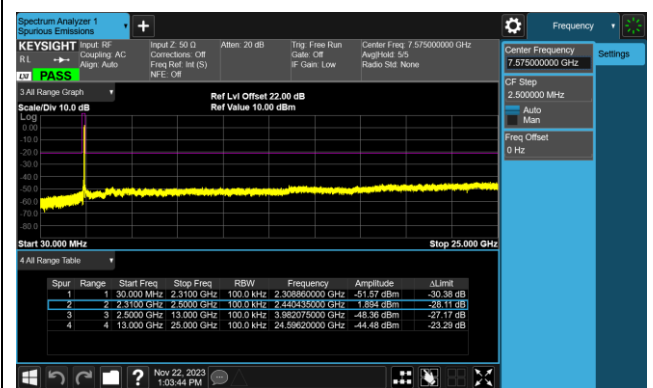 Spectrum Analyzer 1
Spurious Emissions
Frequency
KEYSIGHT
RL
Input: RF
Coupling: AC
Align: Auto
Input Z: 50 Ω
Corrections: Off
Freq Ref: Int (S)
NFE: Off
Atten: 20 dB
Trig: Free Run
Gate: Off
IF Gain: Low
Center Freq: 7.575000000 GHz
Avg|Hold: 5/5
Radio Std: None
LXI PASS
Center Frequency
7.575000000 GHz
Settings
CF Step
2.500000 MHz
Auto
Man
Freq Offset
0 Hz
3 All Range Graph
Scale/Div 10.0 dB
Ref Lvl Offset 22.00 dB
Ref Value 10.00 dBm
Log
0.00
-10.0
-20.0
-30.0
-40.0
-50.0
-60.0
-70.0
-80.0
Start 30.000 MHz Stop 25.000 GHz
4 All Range Table
Spur Range Start Freq Stop Freq RBW Frequency Amplitude ΔLimit
1 1 30.000 MHz 2.3100 GHz 100.0 kHz 2.308860000 GHz -51.57 dBm -30.38 dB
2 2 2.3100 GHz 2.5000 GHz 100.0 kHz 2.440435000 GHz 1.894 dBm -28.11 dB
3 3 2.5000 GHz 13.000 GHz 100.0 kHz 3.982075000 GHz -48.36 dBm -27.17 dB
4 4 13.000 GHz 25.000 GHz 100.0 kHz 24.59620000 GHz -44.48 dBm -23.29 dB
?
Nov 22, 2023
1:03:44 PM